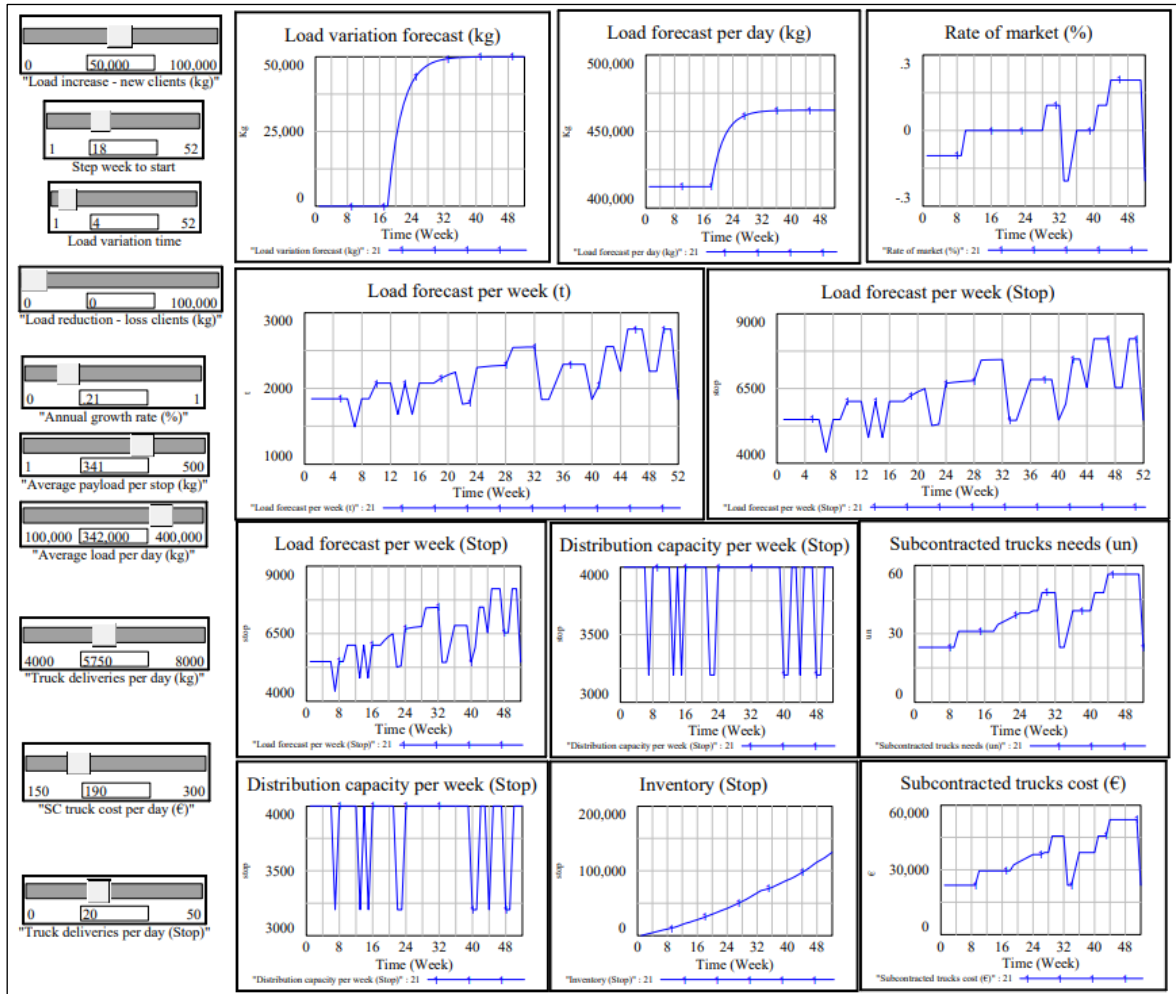 0 50,000 100,000
"Load increase - new clients (kg)"
1 18 52
Step week to start
1 4 52
Load variation time
0 0 100,000
"Load reduction - loss clients (kg)"
0 .21 1
"Annual growth rate (%)"
1 341 500
"Average payload per stop (kg)"
100,000 342,000 400,000
"Average load per day (kg)"
4000 5750 8000
"Truck deliveries per day (kg)"
150 190 300
"SC truck cost per day (€)"
0 20 50
"Truck deliveries per day (Stop)"
Load variation forecast (kg)
50,000
25,000
0
Kg
0 8 16 24 32 40 48
Time (Week)
"Load variation forecast (kg)" : 21
Load forecast per day (kg)
500,000
450,000
400,000
Kg
0 8 16 24 32 40 48
Time (Week)
"Load forecast per day (kg)" : 21
Rate of market (%)
.3
0
-.3
0 8 16 24 32 40 48
Time (Week)
"Rate of market (%)" : 21
Load forecast per week (t)
3000
2000
1000
t
0 4 8 12 16 20 24 28 32 36 40 44 48 52
Time (Week)
"Load forecast per week (t)" : 21
Load forecast per week (Stop)
9000
6500
4000
stop
0 4 8 12 16 20 24 28 32 36 40 44 48 52
Time (Week)
"Load forecast per week (Stop)" : 21
Load forecast per week (Stop)
9000
6500
4000
stop
0 8 16 24 32 40 48
Time (Week)
"Load forecast per week (Stop)" : 21
Distribution capacity per week (Stop)
4000
3500
3000
stop
0 8 16 24 32 40 48
Time (Week)
"Distribution capacity per week (Stop)" : 21
Subcontracted trucks needs (un)
60
30
0
un
0 8 16 24 32 40 48
Time (Week)
"Subcontracted trucks needs (un)" : 21
Distribution capacity per week (Stop)
4000
3500
3000
stop
0 8 16 24 32 40 48
Time (Week)
"Distribution capacity per week (Stop)" : 21
Inventory (Stop)
200,000
100,000
0
stop
0 8 16 24 32 40 48
Time (Week)
"Inventory (Stop)" : 21
Subcontracted trucks cost (€)
60,000
30,000
0
€
0 8 16 24 32 40 48
Time (Week)
"Subcontracted trucks cost (€)" : 21